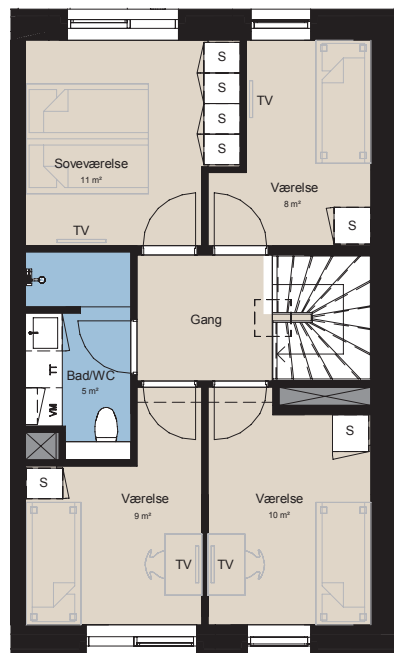 S
S
S
S
TV
Soveværelse
11 m²
Værelse
8 m²
S
TV
Gang
TT
Bad/WC
5 m²
VM
S
S
Værelse
9 m²
Værelse
10 m²
TV
TV